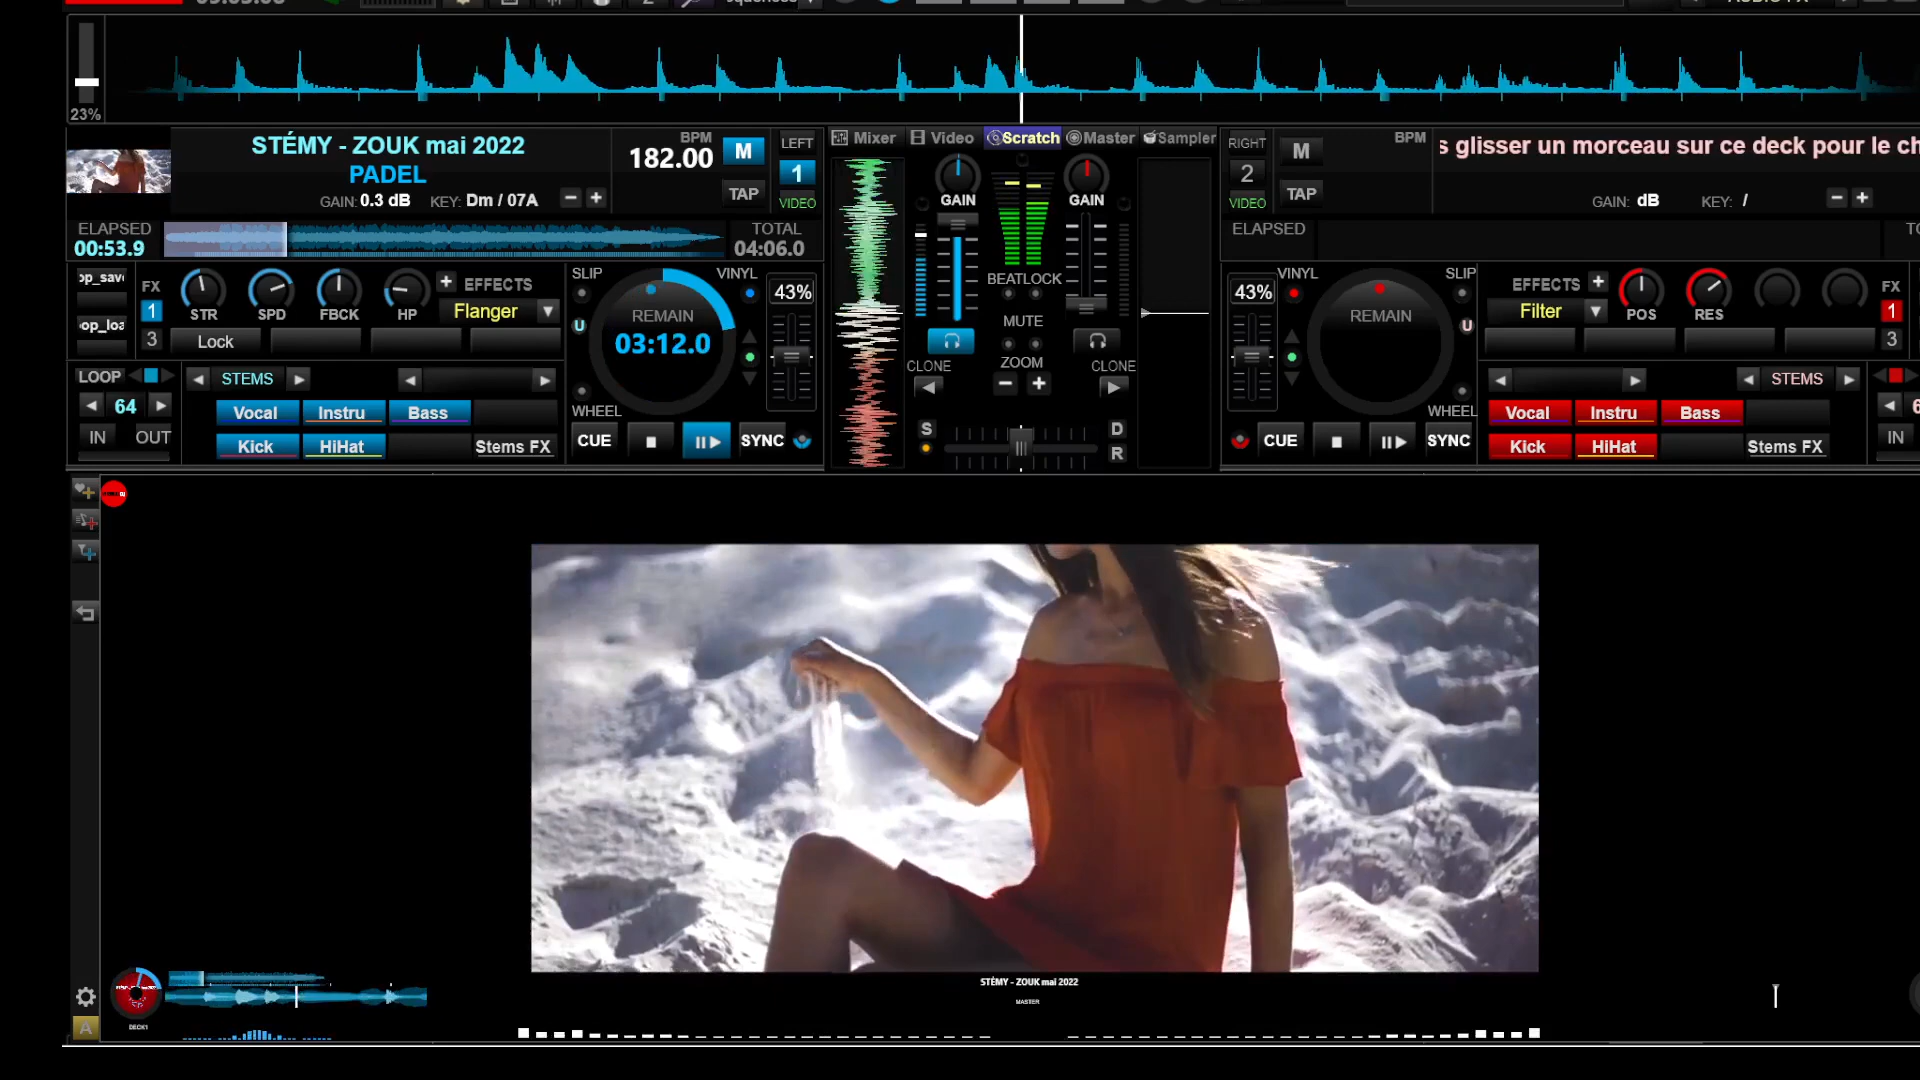 23%
STÉMY - ZOUK mai 2022
PADEL
GAIN: 0.3 dB KEY: Dm / 07A
BPM
182.00
M
TAP
LEFT
1
VIDEO
ELAPSED
00:53.9
TOTAL
04:06.0
Mixer Video Scratch Master Sampler
GAIN GAIN
BEATLOCK
MUTE
ZOOM
CLONE CLONE
S D
R
RIGHT
2
VIDEO
M
TAP
BPM
s glisser un morceau sur ce deck pour le ch
GAIN: dB KEY: /
ELAPSED
FX
1
3
STR SPD FBCK HP
EFFECTS
Flanger
Lock
LOOP
64
IN OUT
STEMS
Vocal Instru Bass
Kick HiHat Stems FX
SLIP VINYL
U
REMAIN
03:12.0
43%
WHEEL
CUE SYNC
43%
VINYL SLIP
REMAIN
U
WHEEL
CUE SYNC
EFFECTS
Filter
POS RES
FX
1
3
STEMS
Vocal Instru Bass
Kick HiHat Stems FX
IN
STÉMY - ZOUK mai 2022
MASTER
DECK1
A